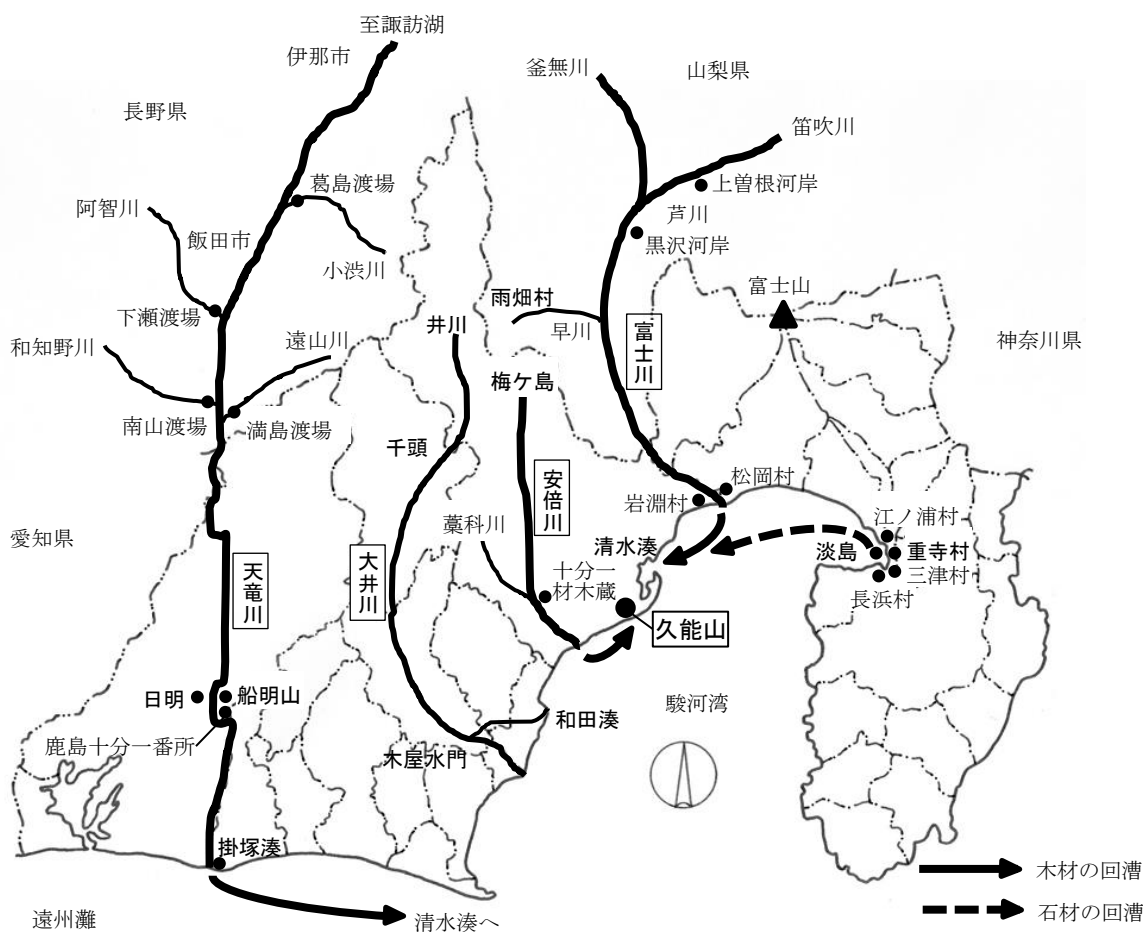 至諏訪湖
伊那市
釜無川
山梨県
長野県
笛吹川
葛島渡場
上曽根河岸
阿智川
飯田市
芦川
黒沢河岸
小渋川
富士山
雨畑村
下瀬渡場
井川
早川
遠山川
和知野川
富士川
神奈川県
梅ケ島
南山渡場
満島渡場
千頭
松岡村
安倍川
岩淵村
藁科川
江ノ浦村
愛知県
清水湊
淡島
重寺村
天竜川
大井川
十分一
材木蔵
三津村
長浜村
久能山
日明
船明山
駿河湾
和田湊
鹿島十分一番所
木屋水門
掛塚湊
木材の回漕
石材の回漕
遠州灘
清水湊へ